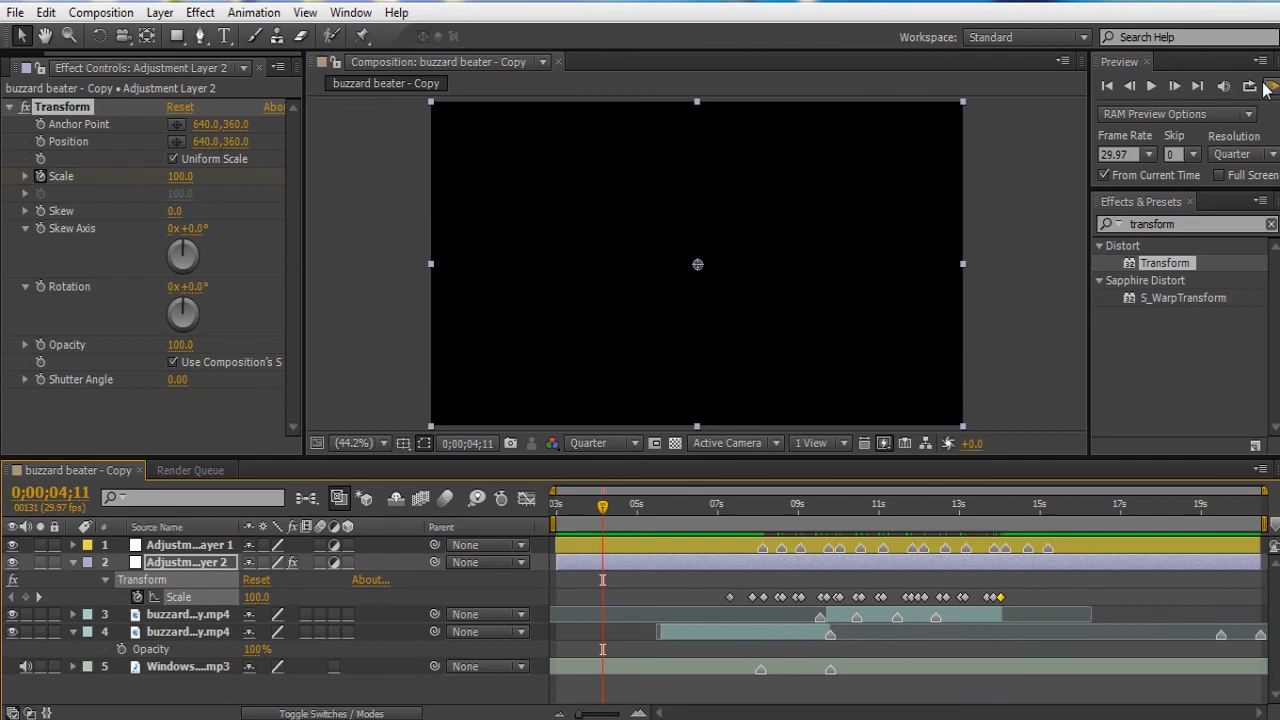 File Edit Composition Layer Effect Animation View Window Help
Workspace: Standard Search Help
Effect Controls: Adjustment Layer 2
Composition: buzzard beater - Copy
Preview
buzzard beater - Copy • Adjustment Layer 2
buzzard beater - Copy
fx Transform Reset Abou
Anchor Point 640.0,360.0
Position 640.0,360.0
Uniform Scale
Scale 100.0
100.0
Skew 0.0
Skew Axis 0x+0.0°
Rotation 0x+0.0°
Opacity 100.0
Use Composition's S
Shutter Angle 0.00
RAM Preview Options
Frame Rate Skip Resolution
29.97 0 Quarter
From Current Time Full Screen
Effects & Presets
transform
Distort
32 Transform
Sapphire Distort
32 S_WarpTransform
(44.2%) 0;00;04;11 Quarter Active Camera 1 View +0.0
buzzard beater - Copy Render Queue
0;00;04;11
00131 (29.97 fps)
03s 05s 07s 09s 11s 13s 15s 17s 19s
# Source Name fx Parent
1 Adjustm...ayer 1 None
2 Adjustm...yer 2 fx None
fx Transform Reset About...
Scale 100.0
3 buzzard...y.mp4 None
4 buzzard...y.mp4 None
Opacity 100%
5 Windows....mp3 None
Toggle Switches / Modes